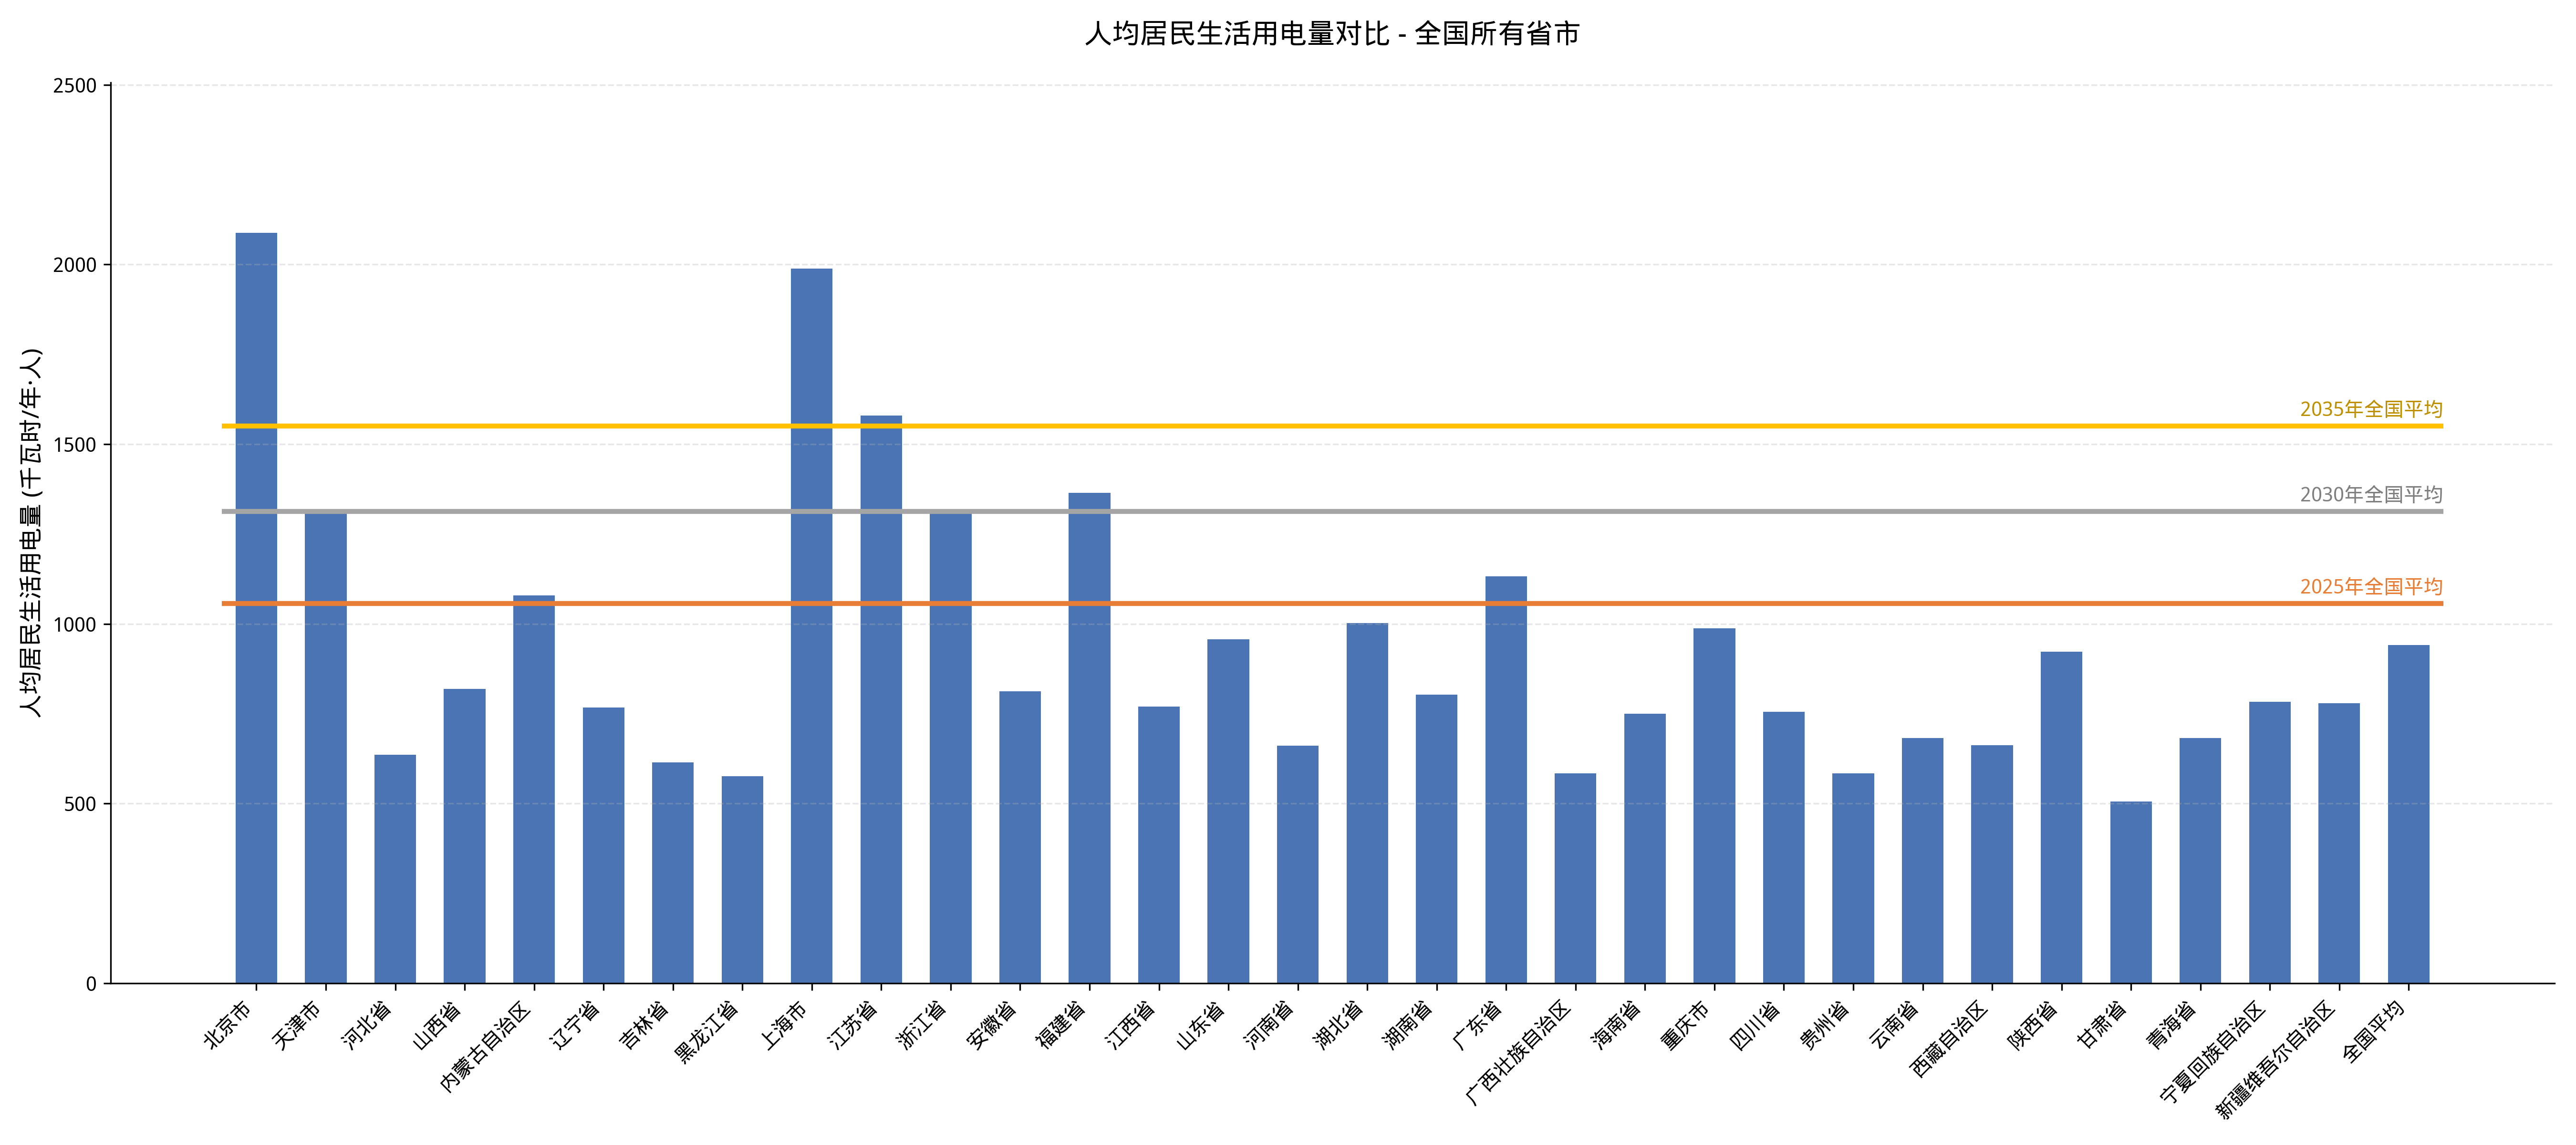 人均居民生活用电量对比 - 全国所有省市
人均居民生活用电量 (千瓦时/年·人)
2500
2000
1500
1000
500
0
2035年全国平均
2030年全国平均
2025年全国平均
北京市
天津市
河北省
山西省
内蒙古自治区
辽宁省
吉林省
黑龙江省
上海市
江苏省
浙江省
安徽省
福建省
江西省
山东省
河南省
湖北省
湖南省
广东省
广西壮族自治区
海南省
重庆市
四川省
贵州省
云南省
西藏自治区
陕西省
甘肃省
青海省
宁夏回族自治区
新疆维吾尔自治区
全国平均